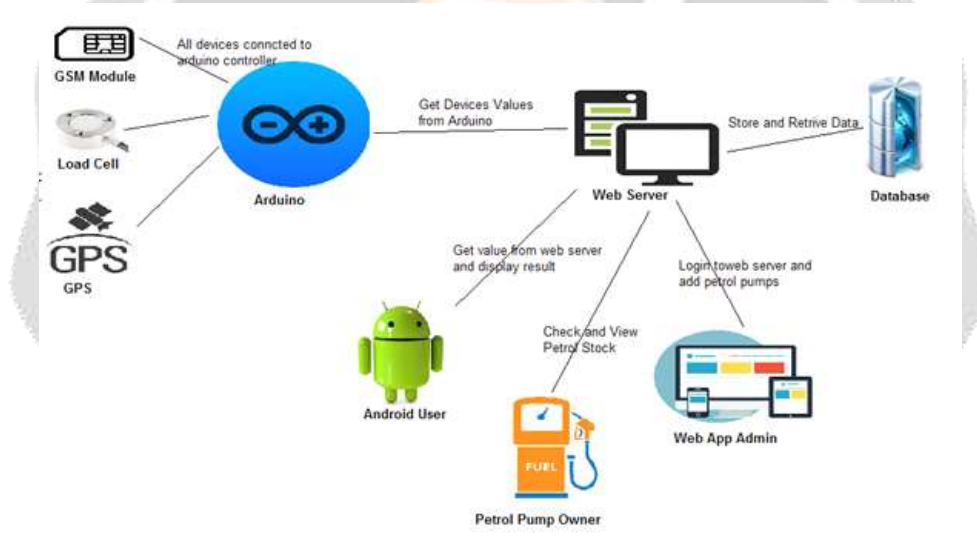 All devices conncted to
arduino controller
GSM Module
Load Cell
GPS
GPS
Arduino
Get Devices Values
from Arduino
Web Server
Store and Retrive Data
Database
Get value from web server
and display result
Android User
Check and View
Petrol Stock
FUEL
Petrol Pump Owner
Login toweb server and
add petrol pumps
Web App Admin